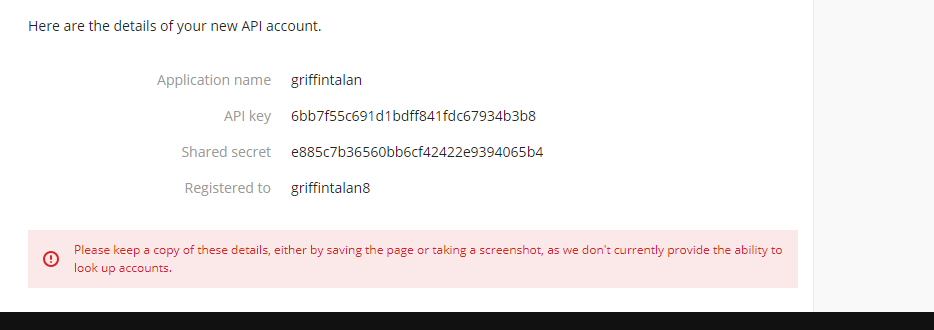 Here are the details of your new API account.
Application name griffintalan
API key 6bb7f55c691d1bdff841fdc67934b3b8
Shared secret e885c7b36560bb6cf42422e9394065b4
Registered to griffintalan8
Please keep a copy of these details, either by saving the page or taking a screenshot, as we don't currently provide the ability to
look up accounts.